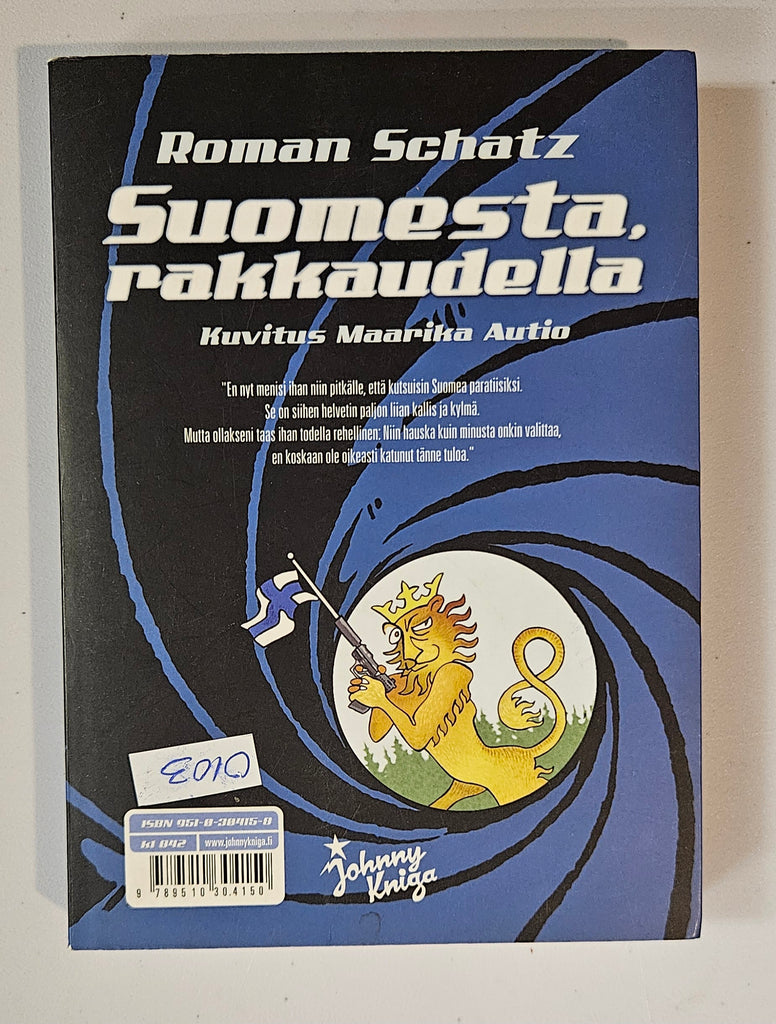 Roman Schatz
Suomesta,
rakkaudella
Kuvitus Maarika Autio
"En nyt menisi ihan niin pitkälle, että kutsuisin Suomea paratiisiksi.
Se on siihen helvetin paljon liian kallis ja kylmä.
Mutta ollakseni taas ihan todella rehellinen: Niin hauska kuin minusta onkin valittaa,
en koskaan ole oikeasti katunut tänne tuloa."
0103
ISBN 951-0-30415-0
kl 842 www.johnnykniga.fi
9 789510 304150
Johnny
Kniga